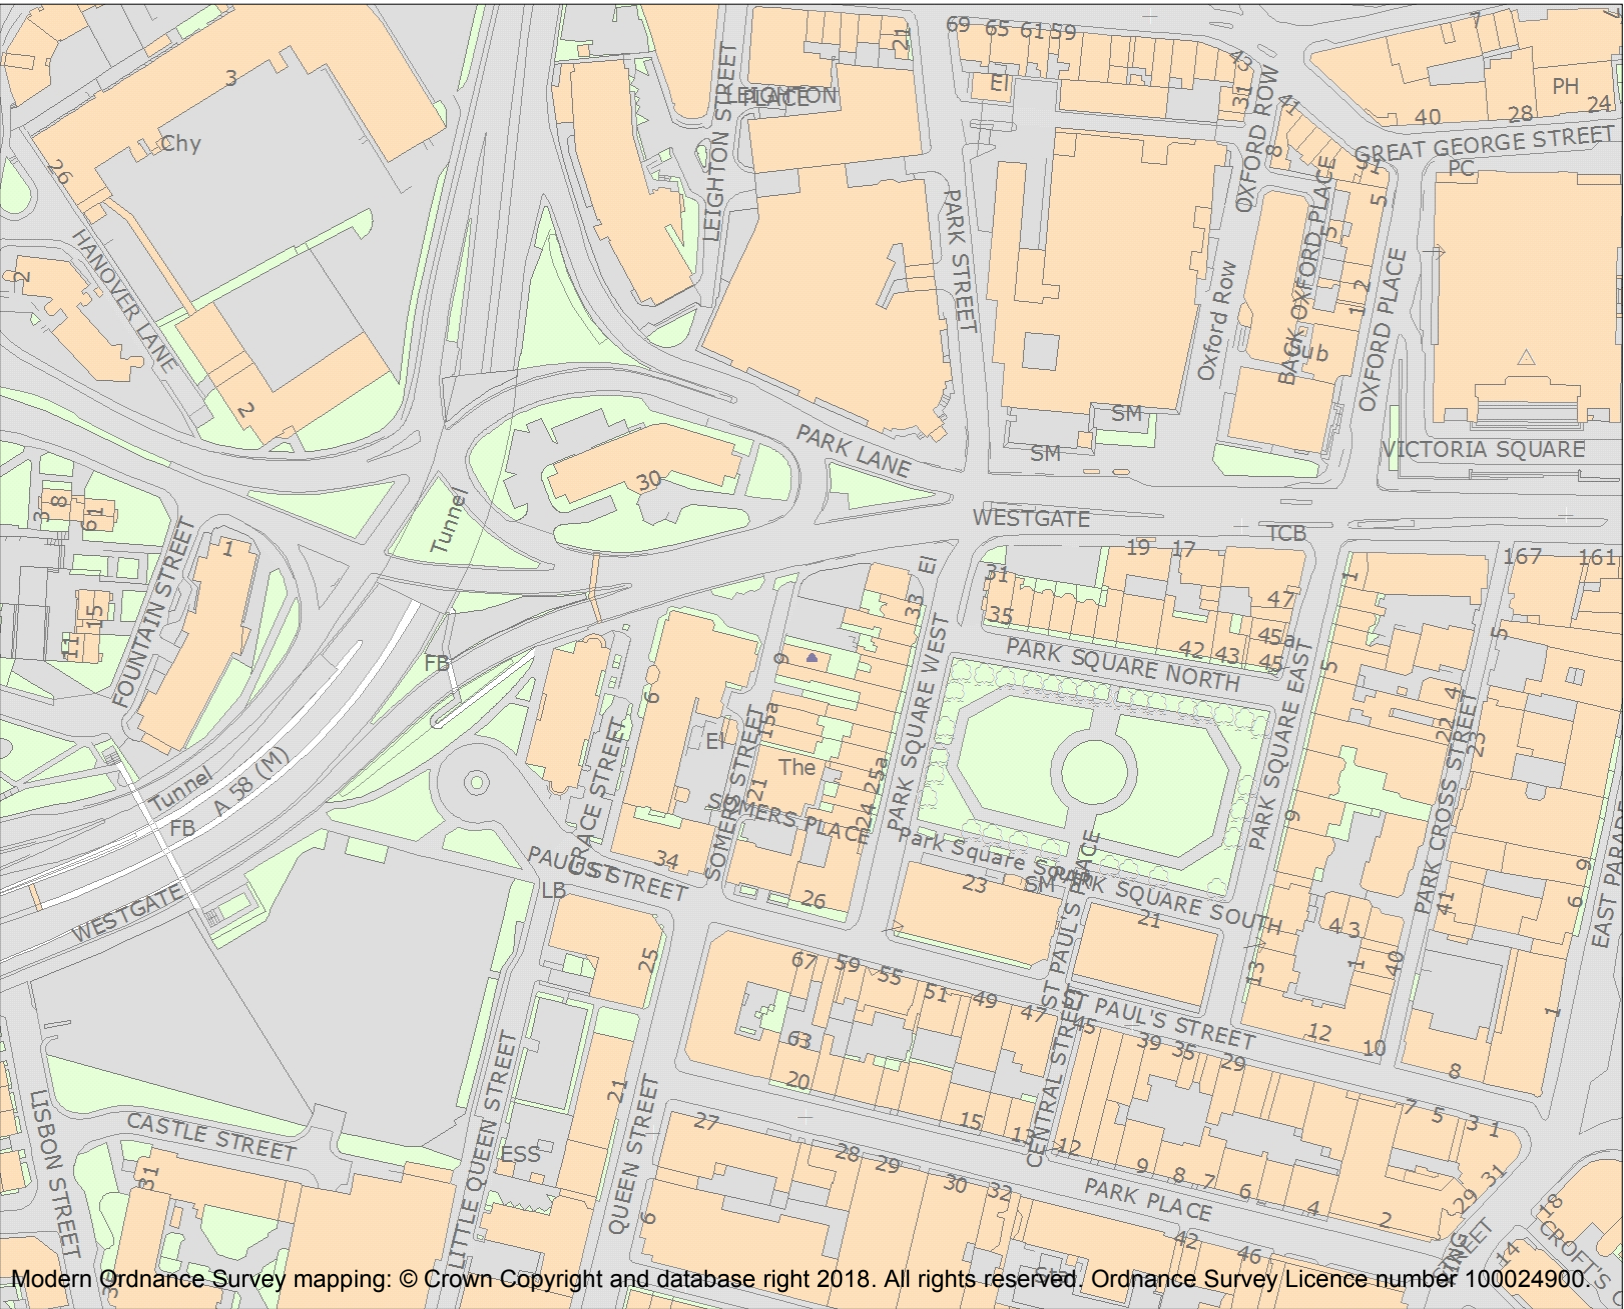 69 65 61 59
21
7
43
3
EI
PH
LEIGHTON
PLACE
31
41
40
28
24
OXFORD ROW
GREAT GEORGE STREET
Chy
LEIGHTON STREET
8
37
PC
26
5
PARK STREET
BACK OXFORD PLACE
5
HANOVER LANE
2
Oxford Row
2
1
OXFORD PLACE
Sub
2
SM
SM
PARK LANE
VICTORIA SQUARE
30
38
61
Tunnel
WESTGATE
TCB
1
19
17
EI
167
161
31
33
1
FOUNTAIN STREET
15
11
35
47
45a
5
FB
9
42
43
45
PARK SQUARE NORTH
5
6
PARK SQUARE WEST
PARK SQUARE EAST
4
22
23
15a
EI
The
Tunnel
A 58 (M)
GRACE STREET
SOMERS STREET
21
25a
24
SOMERS PLACE
9
PARK CROSS STREET
FB
Park Square South
PARK SQUARE SOUTH
PAUL'S STREET
34
LB
SM
23
9
6
WESTGATE
26
21
41
43
EAST PARADE
25
67
59
55
51
49
47
45
ST PAUL'S PLACE
ST PAUL'S STREET
13
1
40
1
12
10
8
63
39
35
29
20
CENTRAL STREET
21
7
5
3
1
LISBON STREET
CASTLE STREET
LITTLE QUEEN STREET
ESS
QUEEN STREET
27
15
13
12
28
29
30
32
9
8
7
6
4
2
31
29
31
PARK PLACE
6
42
46
18
14
KING STREET
CROFT'S
Modern Ordnance Survey mapping: © Crown Copyright and database right 2018. All rights reserved. Ordnance Survey Licence number 100024900.